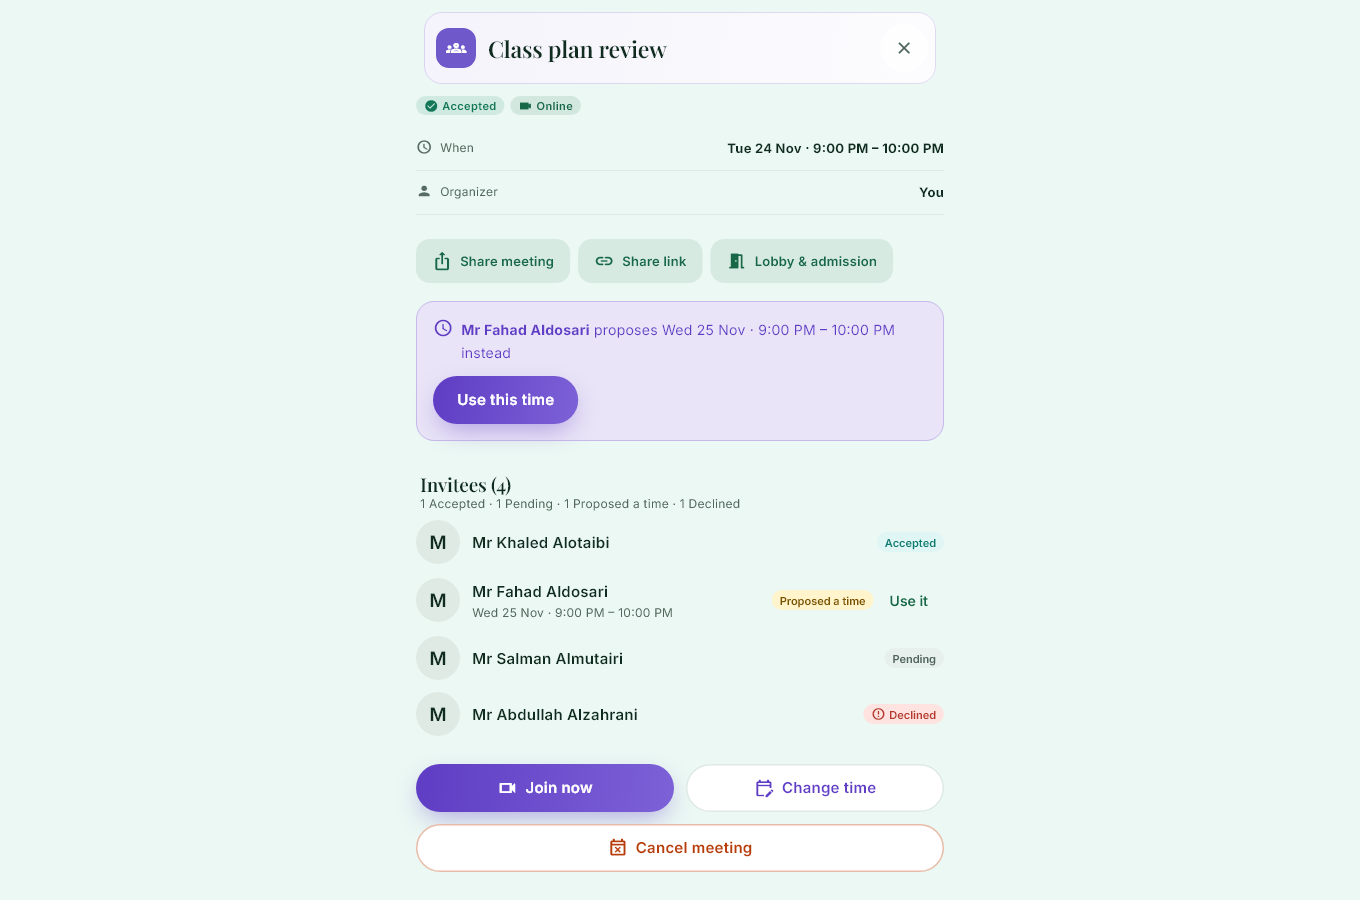 Class plan review
Accepted
Online
When
Tue 24 Nov · 9:00 PM – 10:00 PM
Organizer
You
Share meeting
Share link
Lobby & admission
Mr Fahad Aldosari proposes Wed 25 Nov · 9:00 PM – 10:00 PM
instead
Use this time
Invitees (4)
1 Accepted · 1 Pending · 1 Proposed a time · 1 Declined
M
Mr Khaled Alotaibi
Accepted
M
Mr Fahad Aldosari
Wed 25 Nov · 9:00 PM – 10:00 PM
Proposed a time
Use it
M
Mr Salman Almutairi
Pending
M
Mr Abdullah Alzahrani
Declined
Join now
Change time
Cancel meeting